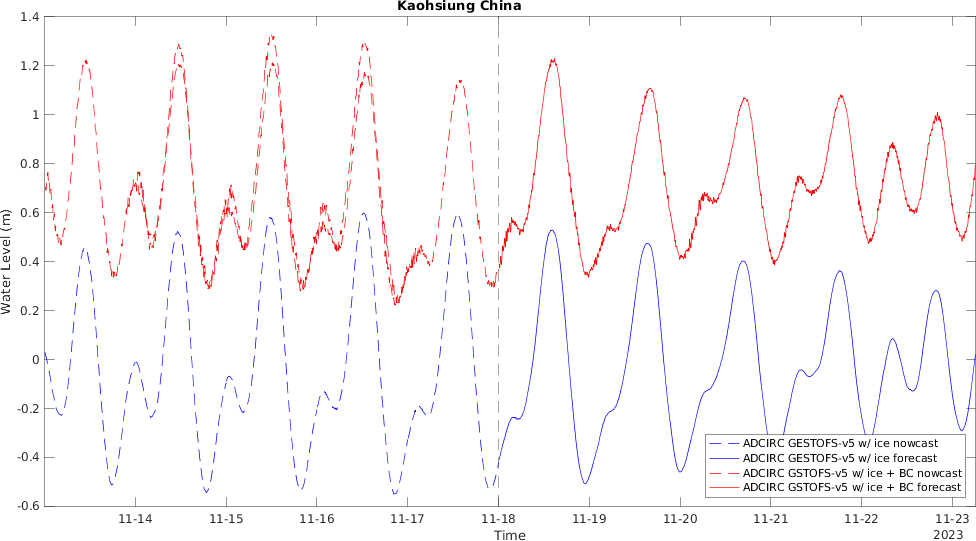 Kaohsiung China
1.4
1.2
1
0.8
0.6
0.4
0.2
0
-0.2
-0.4
-0.6
Water Level (m)
11-14 11-15 11-16 11-17 11-18 11-19 11-20 11-21 11-22 11-23
Time
2023
ADCIRC GESTOFS-v5 w/ ice nowcast
ADCIRC GESTOFS-v5 w/ ice forecast
ADCIRC GSTOFS-v5 w/ ice + BC nowcast
ADCIRC GSTOFS-v5 w/ ice + BC forecast